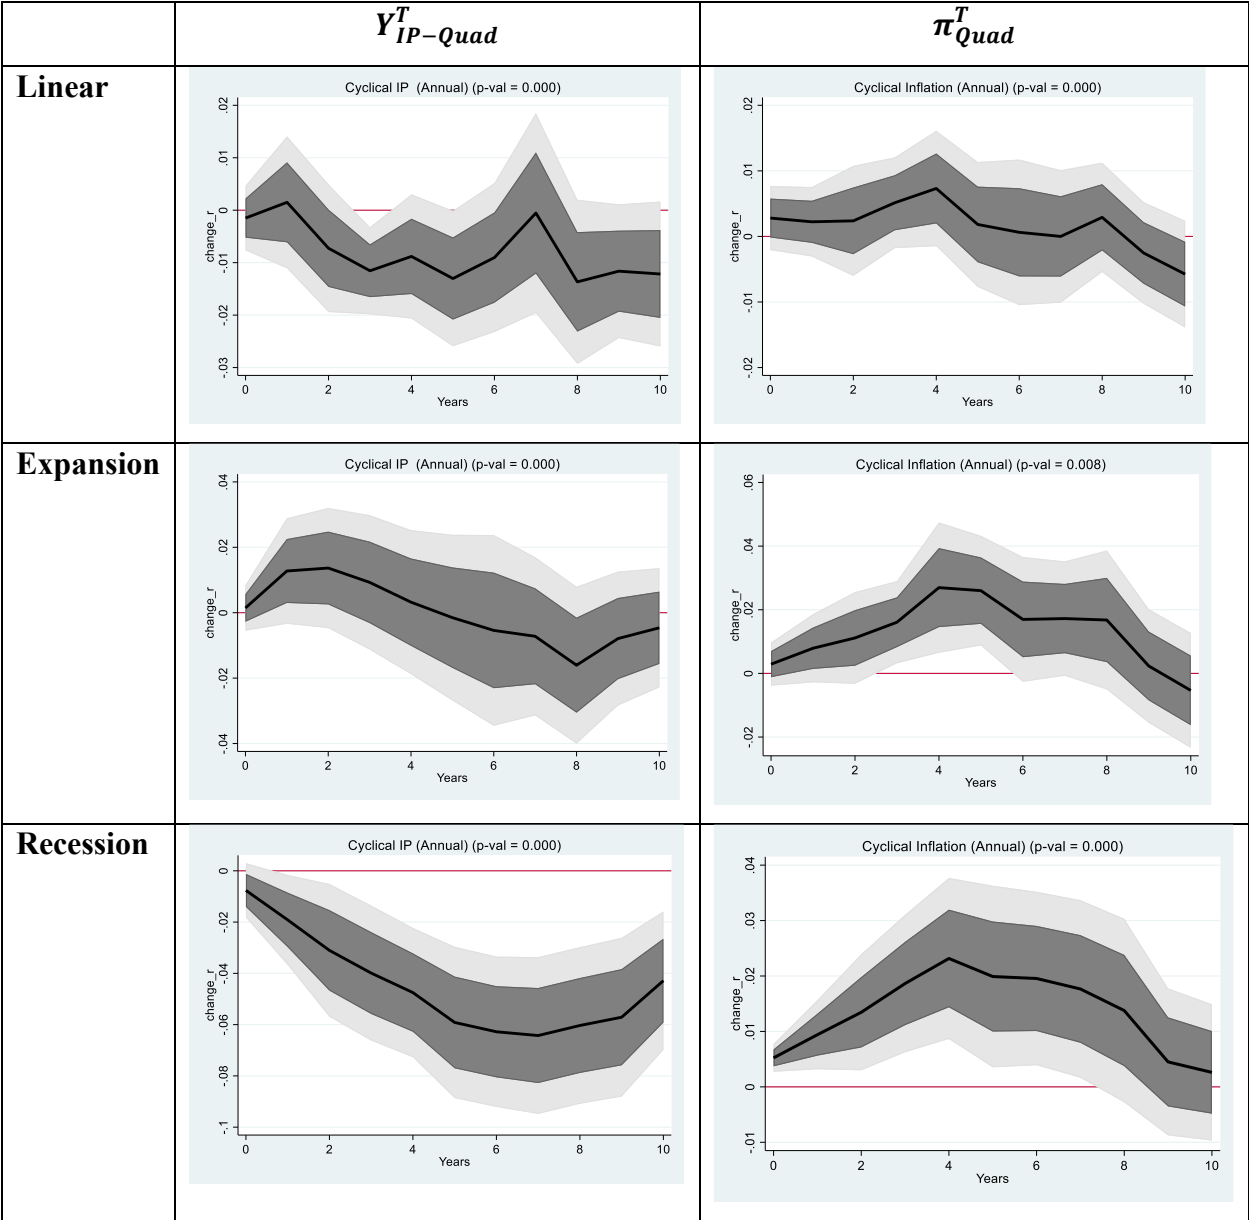 Y^T_{IP−Quad}
π^T_{Quad}
Linear
Cyclical IP (Annual) (p-val = 0.000)
change_r
.02
.01
0
-.01
-.02
-.03
0 2 4 6 8 10
Years
Cyclical Inflation (Annual) (p-val = 0.000)
change_r
.02
.01
0
-.01
-.02
0 2 4 6 8 10
Years
Expansion
Cyclical IP (Annual) (p-val = 0.000)
change_r
.04
.02
0
-.02
-.04
0 2 4 6 8 10
Years
Cyclical Inflation (Annual) (p-val = 0.008)
change_r
.06
.04
.02
0
-.02
0 2 4 6 8 10
Years
Recession
Cyclical IP (Annual) (p-val = 0.000)
change_r
0
-.02
-.04
-.06
-.08
-.1
0 2 4 6 8 10
Years
Cyclical Inflation (Annual) (p-val = 0.000)
change_r
.04
.03
.02
.01
0
-.01
0 2 4 6 8 10
Years